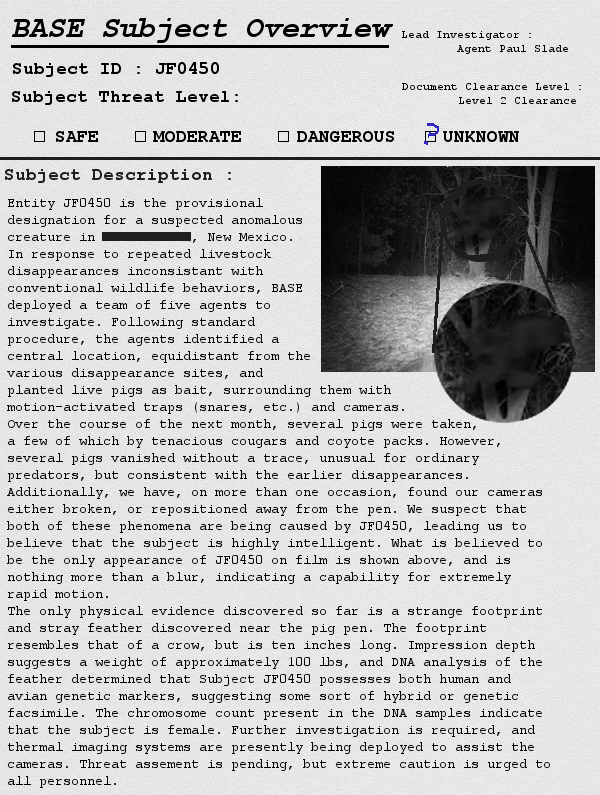 BASE Subject Overview
Lead Investigator :
Agent Paul Slade
Subject ID : JF0450
Document Clearance Level :
Level 2 Clearance
Subject Threat Level:
SAFE MODERATE DANGEROUS UNKNOWN
Subject Description :
Entity JF0450 is the provisional
designation for a suspected anomalous
creature in , New Mexico.
In response to repeated livestock
disappearances inconsistent with
conventional wildlife behaviors, BASE
deployed a team of five agents to
investigate. Following standard
procedure, the agents identified a
central location, equidistant from the
various disappearance sites, and
planted live pigs as bait, surrounding them with
motion-activated traps (snares, etc.) and cameras.
Over the course of the next month, several pigs were taken,
a few of which by tenacious cougars and coyote packs. However,
several pigs vanished without a trace, unusual for ordinary
predators, but consistent with the earlier disappearances.
Additionally, we have, on more than one occasion, found our cameras
either broken, or repositioned away from the pen. We suspect that
both of these phenomena are being caused by JF0450, leading us to
believe that the subject is highly intelligent. What is believed to
be the only appearance of JF0450 on film is shown above, and is
nothing more than a blur, indicating a capability for extremely
rapid motion.
The only physical evidence discovered so far is a strange footprint
and stray feather discovered near the pig pen. The footprint
resembles that of a crow, but is ten inches long. Impression depth
suggests a weight of approximately 100 lbs, and DNA analysis of the
feather determined that Subject JF0450 possesses both human and
avian genetic markers, suggesting some sort of hybrid or genetic
facsimile. The chromosome count present in the DNA samples indicate
that the subject is female. Further investigation is required, and
thermal imaging systems are presently being deployed to assist the
cameras. Threat assement is pending, but extreme caution is urged to
all personnel.